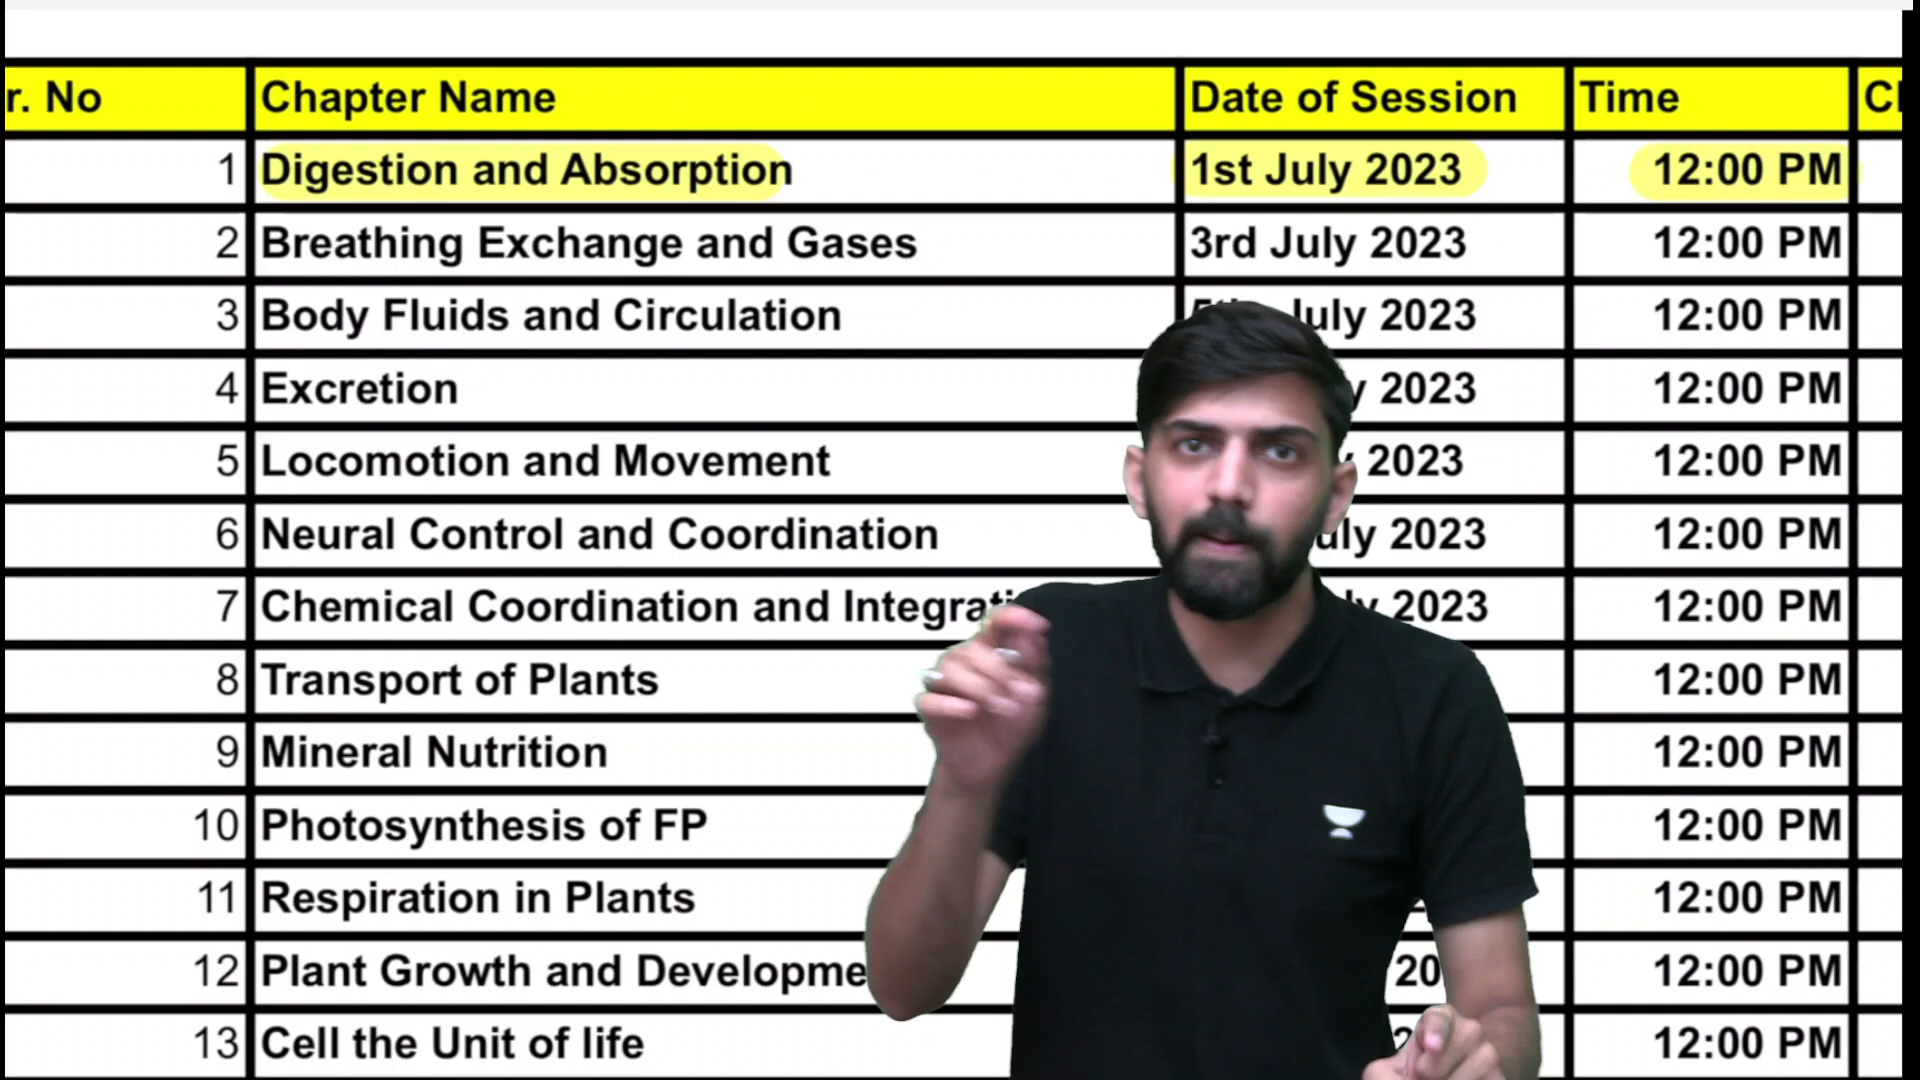 r. No Chapter Name Date of Session Time
1 Digestion and Absorption 1st July 2023 12:00 PM
2 Breathing Exchange and Gases 3rd July 2023 12:00 PM
3 Body Fluids and Circulation July 2023 12:00 PM
4 Excretion 2023 12:00 PM
5 Locomotion and Movement 2023 12:00 PM
6 Neural Control and Coordination 2023 12:00 PM
7 Chemical Coordination and 2023 12:00 PM
8 Transport of Plants 12:00 PM
9 Mineral Nutrition 12:00 PM
10 Photosynthesis of FP 12:00 PM
11 Respiration in Plants 12:00 PM
12 Plant Growth and 12:00 PM
13 Cell the Unit of life 12:00 PM